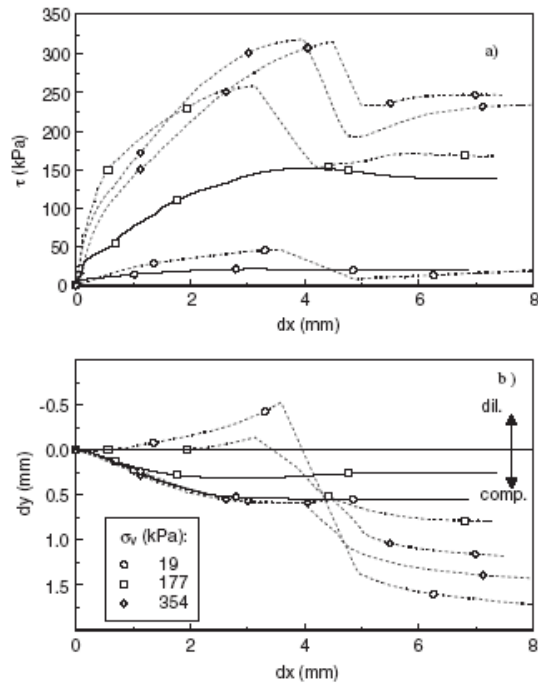 350
300
250
200
150
100
50
0
τ (kPa)
a)
0 2 4 6 8
dx (mm)
b )
-0.5
0.0
0.5
1.0
1.5
dy (mm)
dil.
comp.
σv (kPa):
19
177
354
0 2 4 6 8
dx (mm)